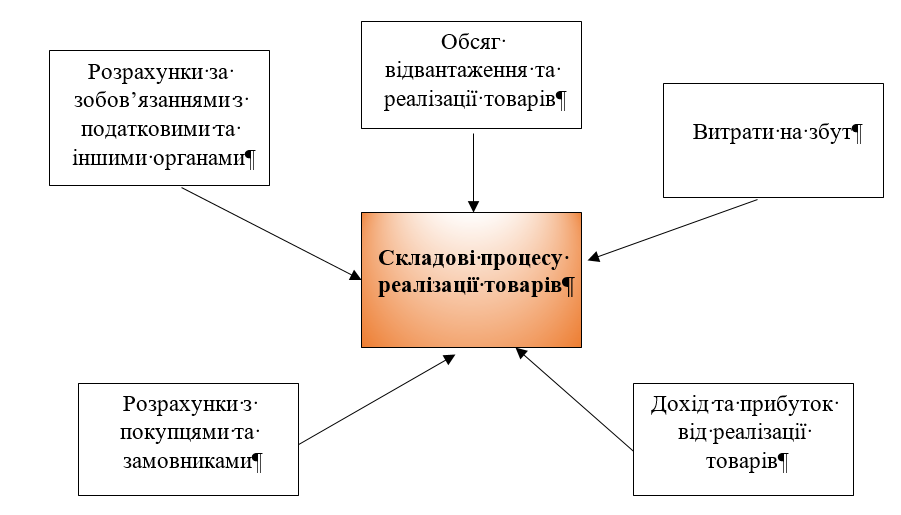 Розрахунки за
зобов’язаннями з
податковими та
іншими органами¶
Обсяг
відвантаження та
реалізації товарів¶
Витрати на збут¶
Складові процесу
реалізації товарів¶
Розрахунки з
покупцями та
замовниками¶
Дохід та прибуток
від реалізації
товарів¶